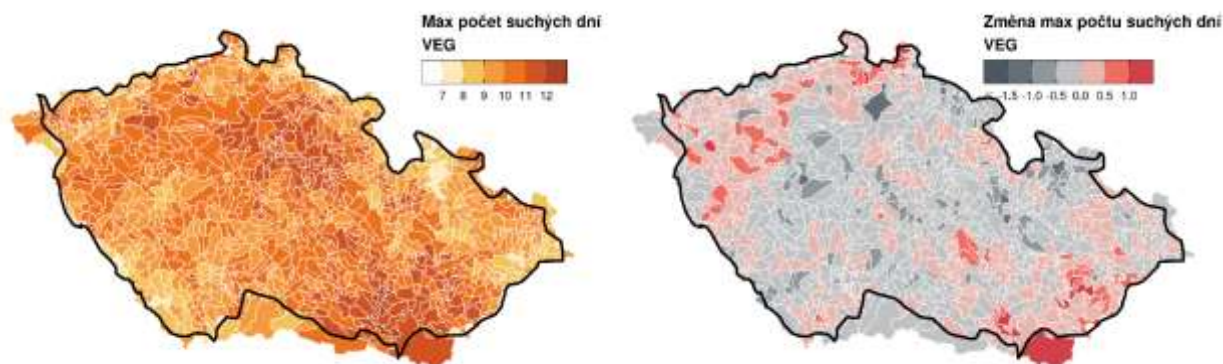 Max počet suchých dní
VEG
7 8 9 10 11 12
Změna max počtu suchých dní
VEG
-1.5 -1.0 -0.5 0.0 0.5 1.0